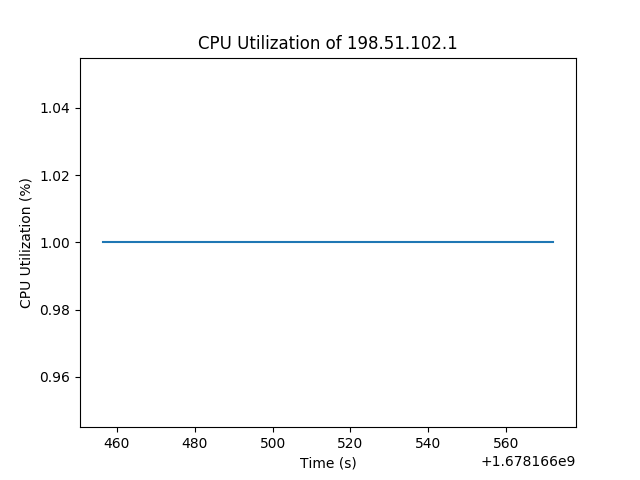 CPU Utilization of 198.51.102.1
CPU Utilization (%)
1.04
1.02
1.00
0.98
0.96
460 480 500 520 540 560
Time (s)
+1.678166e9